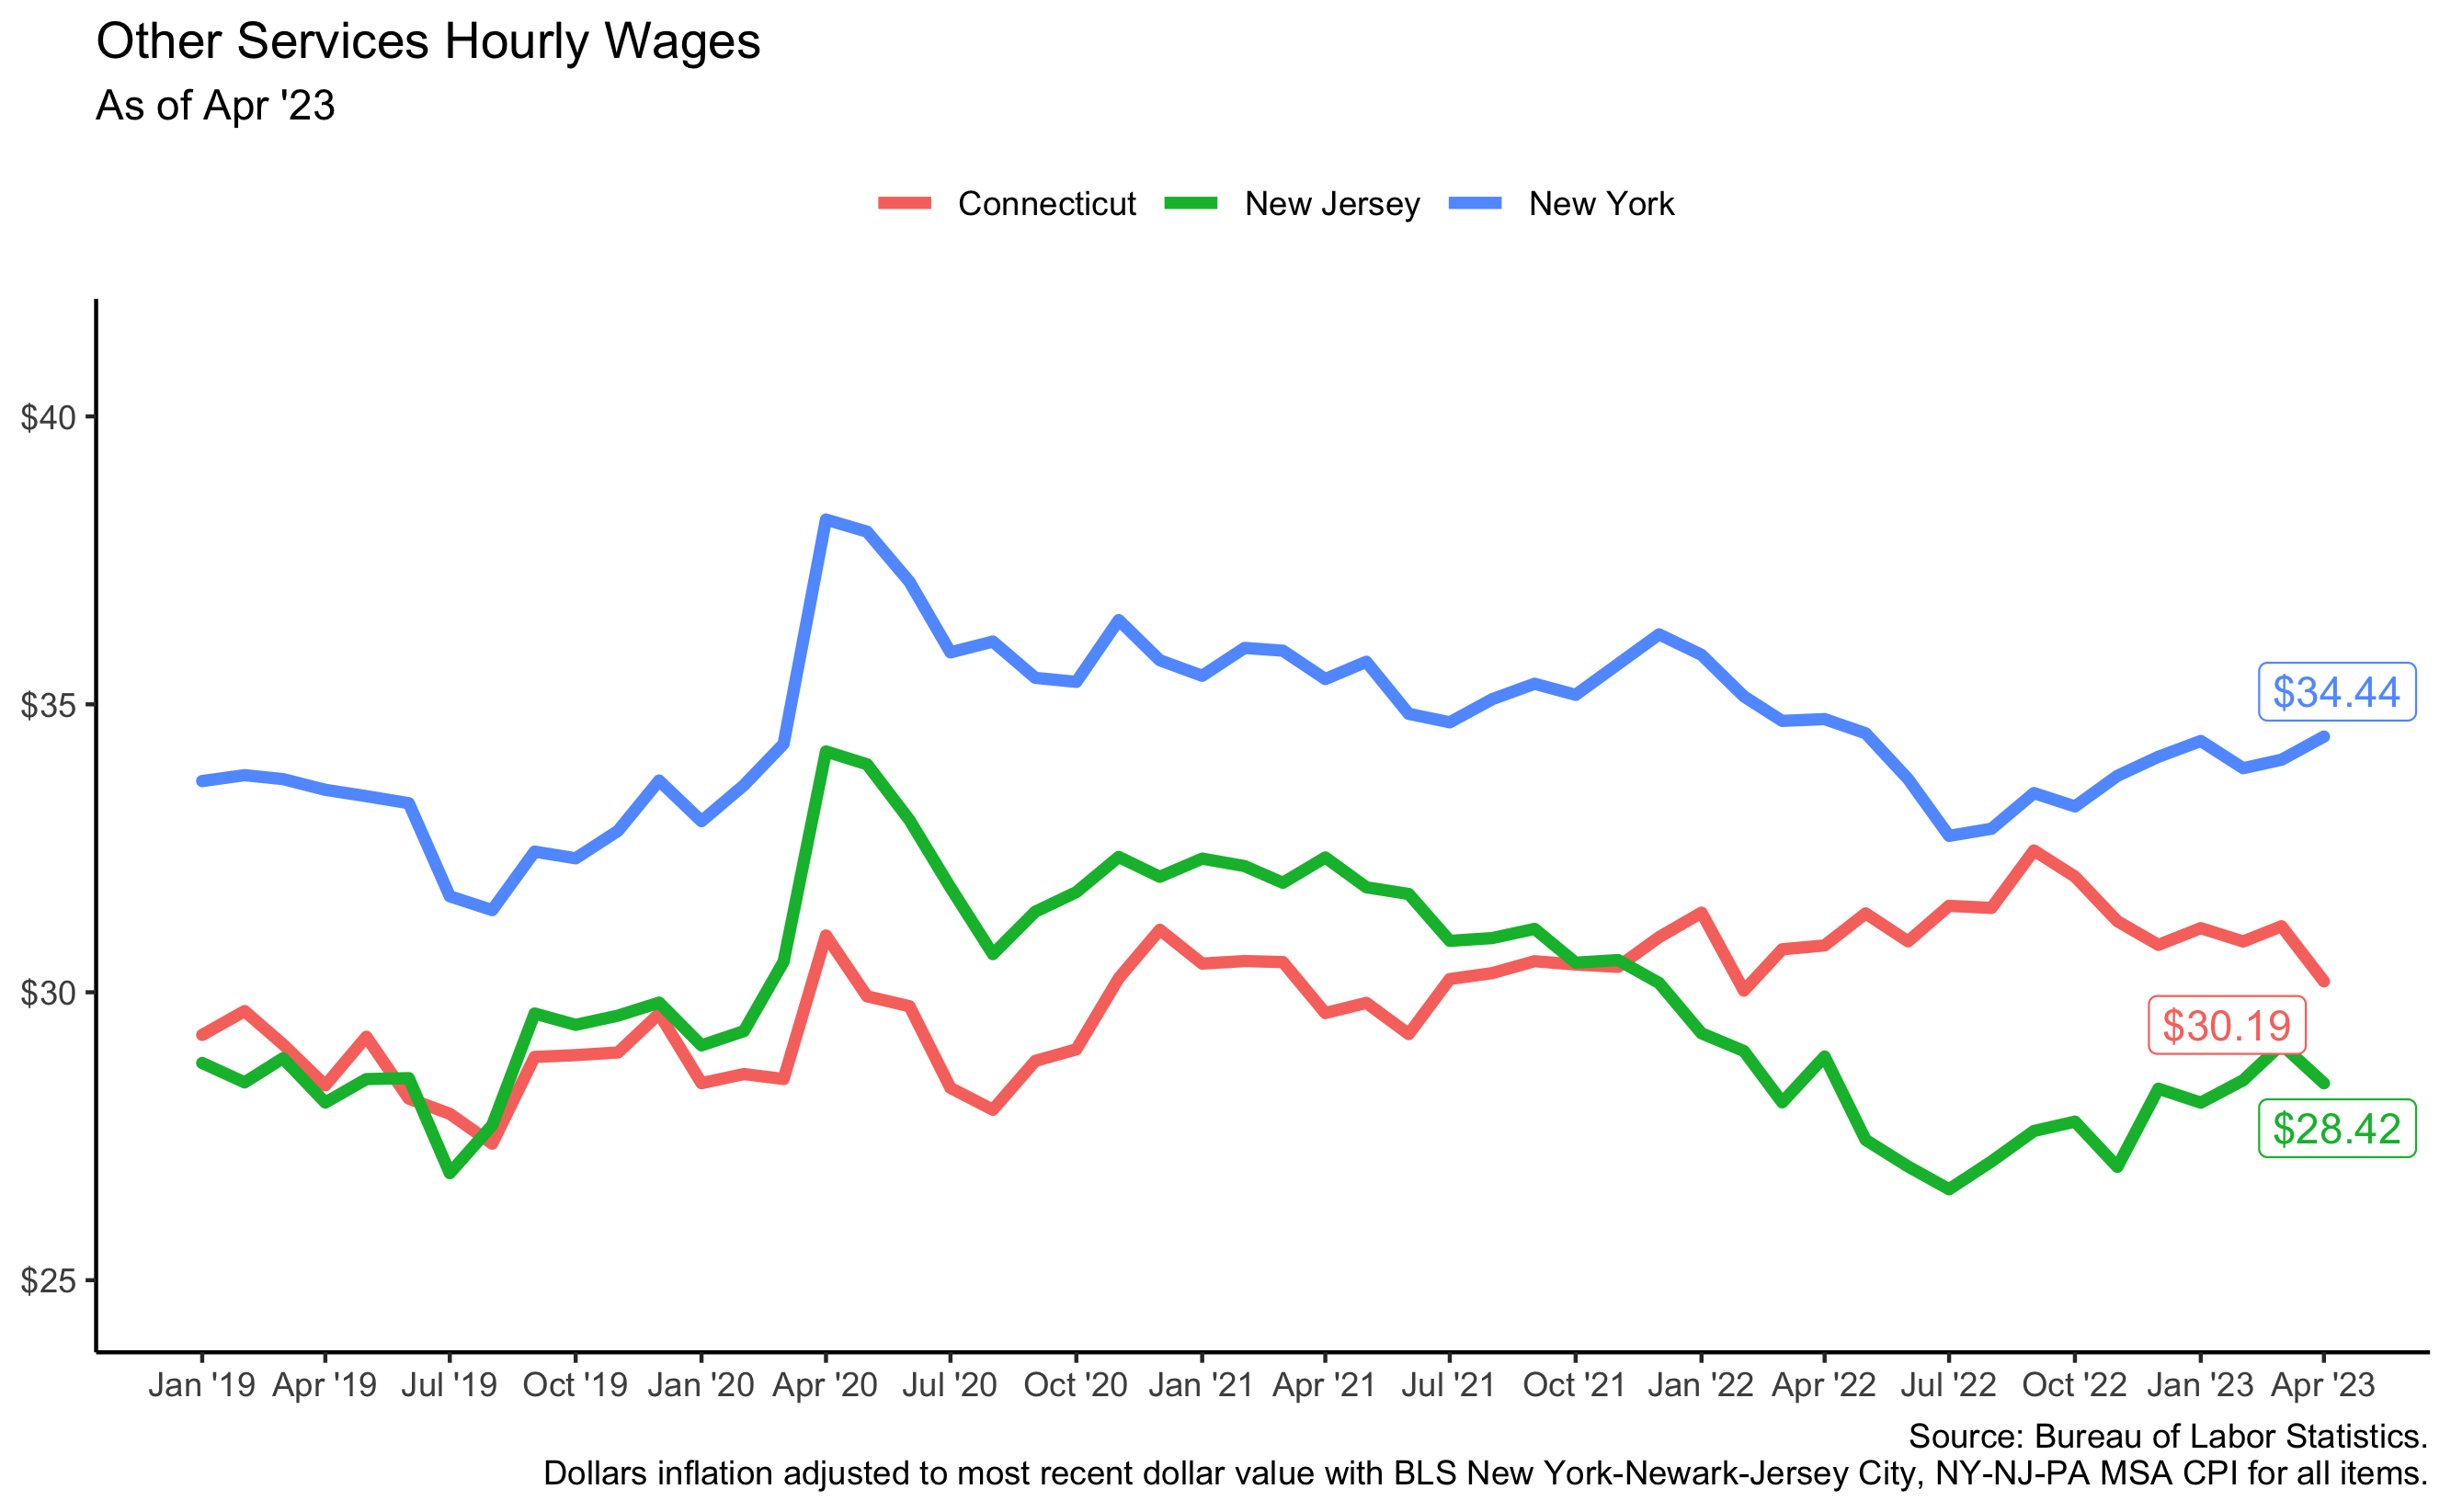 Other Services Hourly Wages
As of Apr '23
Connecticut New Jersey New York
$40
$35
$30
$25
$34.44
$30.19
$28.42
Jan '19 Apr '19 Jul '19 Oct '19 Jan '20 Apr '20 Jul '20 Oct '20 Jan '21 Apr '21 Jul '21 Oct '21 Jan '22 Apr '22 Jul '22 Oct '22 Jan '23 Apr '23
Source: Bureau of Labor Statistics.
Dollars inflation adjusted to most recent dollar value with BLS New York-Newark-Jersey City, NY-NJ-PA MSA CPI for all items.